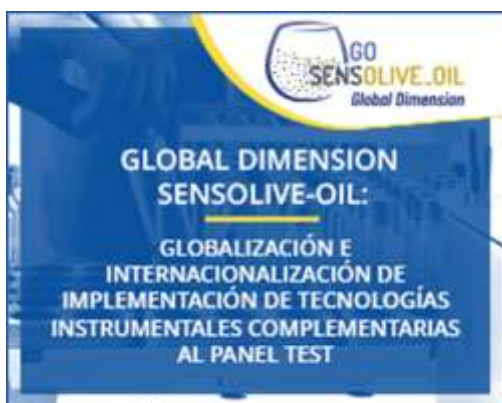 GO
SENSOLIVE_OIL
Global Dimension
GLOBAL DIMENSION
SENSOLIVE-OIL:
GLOBALIZACIÓN E
INTERNACIONALIZACIÓN DE
IMPLEMENTACIÓN DE TECNOLOGÍAS
INSTRUMENTALES COMPLEMENTARIAS
AL PANEL TEST